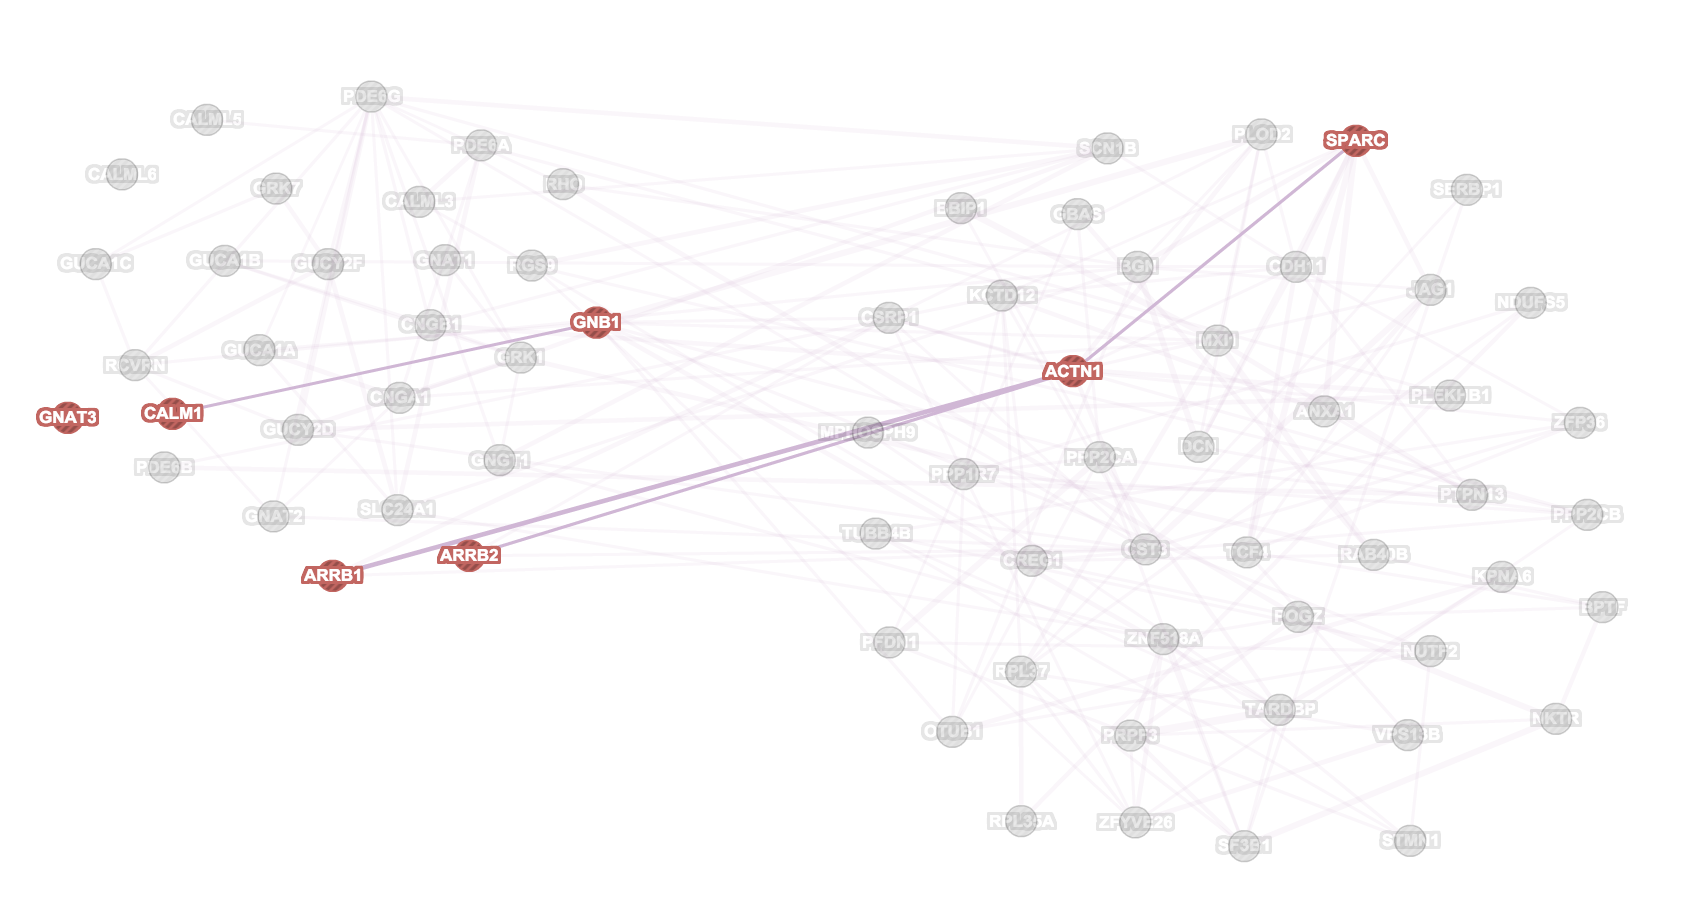 PDE6G
CALML5
PDE6A
SCN1B
PLOD2
SPARC
CALML6
GRK7
CALML3
RHO
BBIP1
GBAS
SERBP1
GUCA1C
GUCA1B
GUCY2F
GNAT1
RGS9
BGN
CDH11
KCTD12
JAG1
NDUFS5
CNGB1
GNB1
CSRP1
MXI1
GUCA1A
GRK1
RCVRN
ACTN1
CNGA1
PLEKHB1
GNAT3
CALM1
ANXA1
ZFP36
GUCY2D
MPHOSPH9
DCN
PDE6B
GNGT1
PPP1R7
PPP2CA
PTPN13
GNAT2
SLC24A1
PPP2CB
TUBB4B
ARRB2
CREG1
CST3
TCF4
RAB40B
ARRB1
KPNA6
BPTF
POGZ
PFDN1
ZNF518A
NUTF2
RPL37
TARDBP
NKTR
OTUB1
PRPF3
VPS13B
RPL35A
ZFYVE26
SF3B1
STMN1